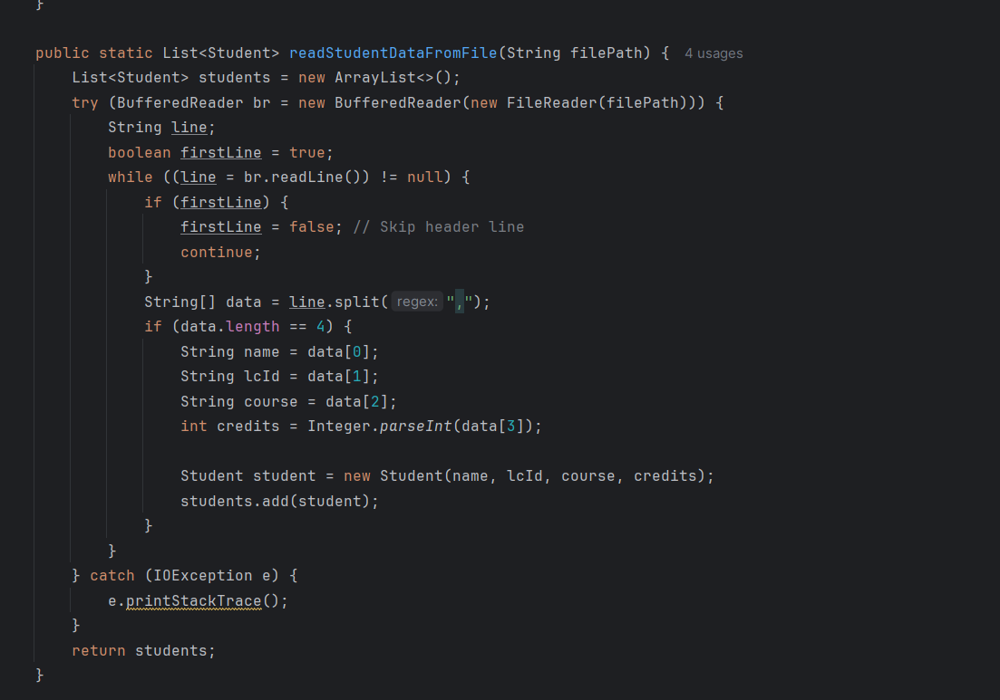 }
public static List<Student> readStudentDataFromFile(String filePath) { 4 usages
List<Student> students = new ArrayList<>();
try (BufferedReader br = new BufferedReader(new FileReader(filePath))) {
String line;
boolean firstLine = true;
while ((line = br.readLine()) != null) {
if (firstLine) {
firstLine = false; // Skip header line
continue;
}
String[] data = line.split( regex: ",");
if (data.length == 4) {
String name = data[0];
String lcId = data[1];
String course = data[2];
int credits = Integer.parseInt(data[3]);
Student student = new Student(name, lcId, course, credits);
students.add(student);
}
}
} catch (IOException e) {
e.printStackTrace();
}
return students;
}